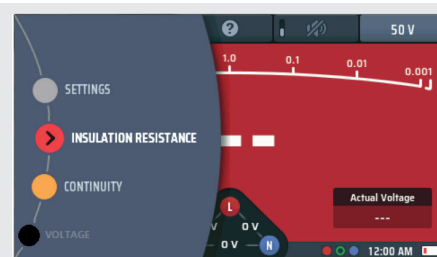 ? 50 V
1.0 0.1 0.01 0.001
SETTINGS
INSULATION RESISTANCE
CONTINUITY
VOLTAGE
L
V 0 V
0 V N
Actual Voltage
---
12:00 AM